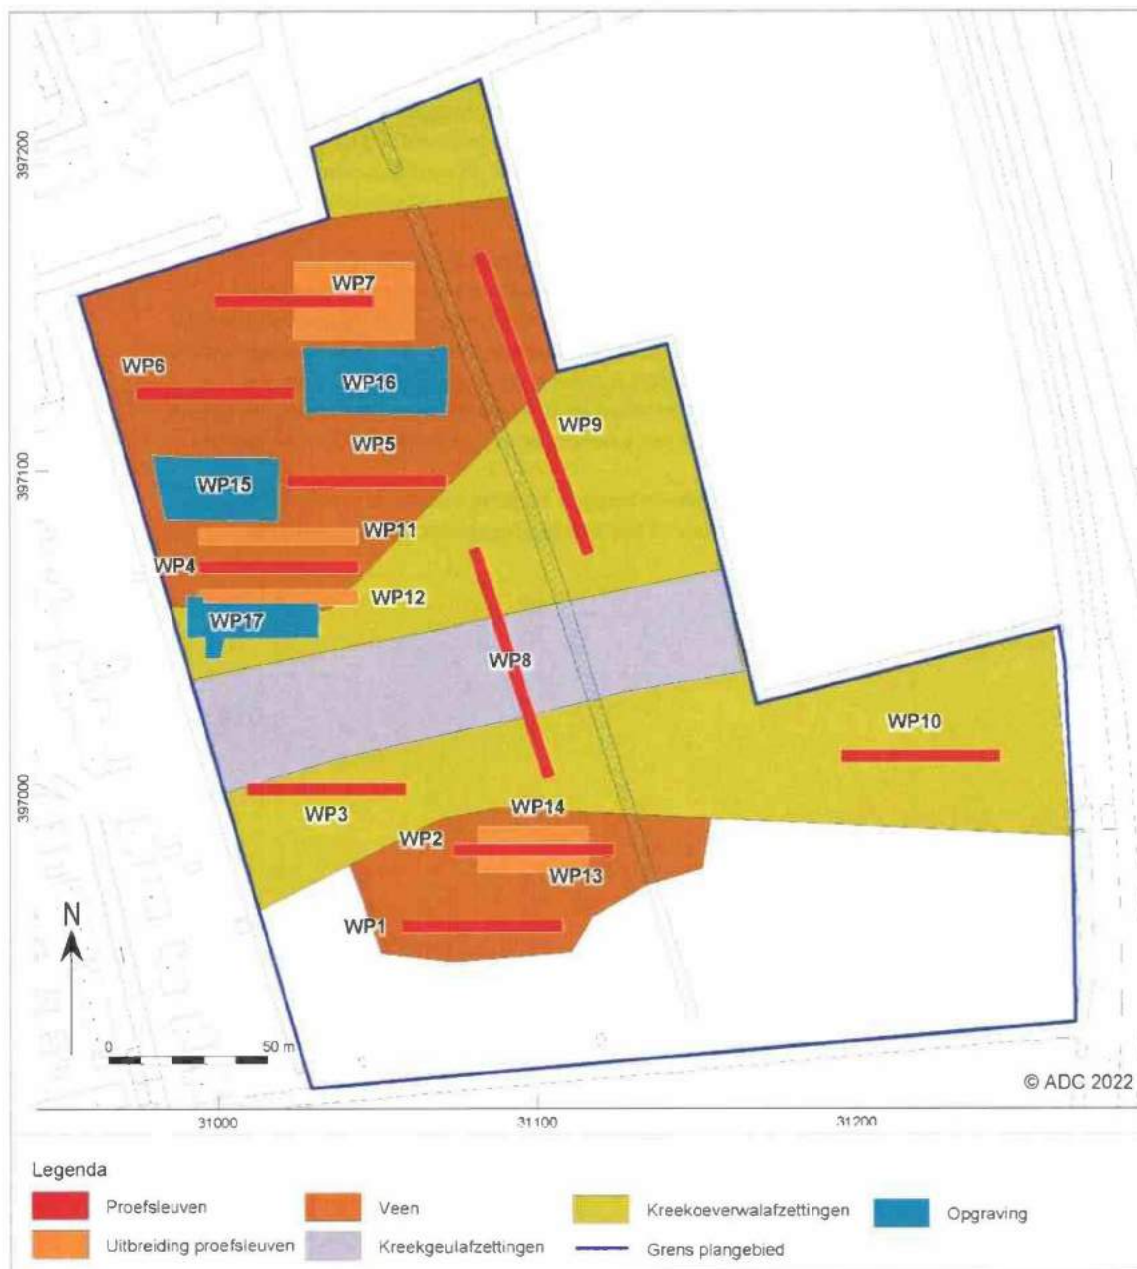 397200
WP7
WP6
WP16
WP9
WP5
397100
WP15
WP11
WP4
WP12
WP17
WP8
WP10
397000
WP3
WP14
WP2
WP13
WP1
N
0
50 m
© ADC 2022
31000
31100
31200
Legenda
Proefsleuven
Veen
Kreekoeverwalafzettingen
Opgraving
Uitbreiding proefsleuven
Kreekgeulafzettingen
Grens plangebied